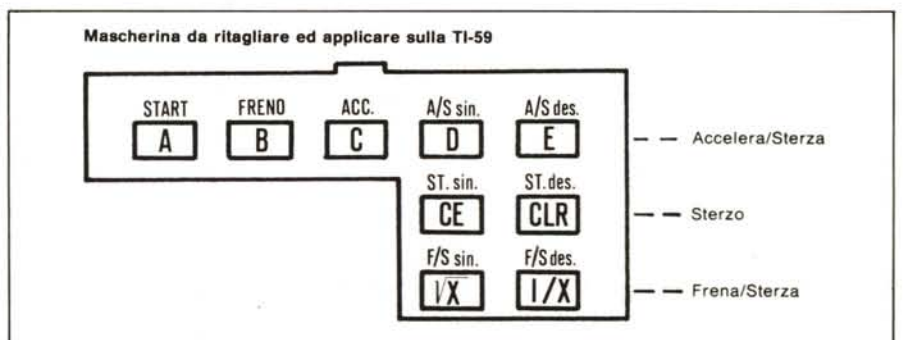 Mascherina da ritagliare ed applicare sulla TI-59
START FRENO ACC. A/S sin. A/S des.
A B C D E — — Accelera/Sterza
ST. sin. ST. des.
CE CLR — — Sterzo
F/S sin. F/S des.
√X 1/X — — Frena/Sterza